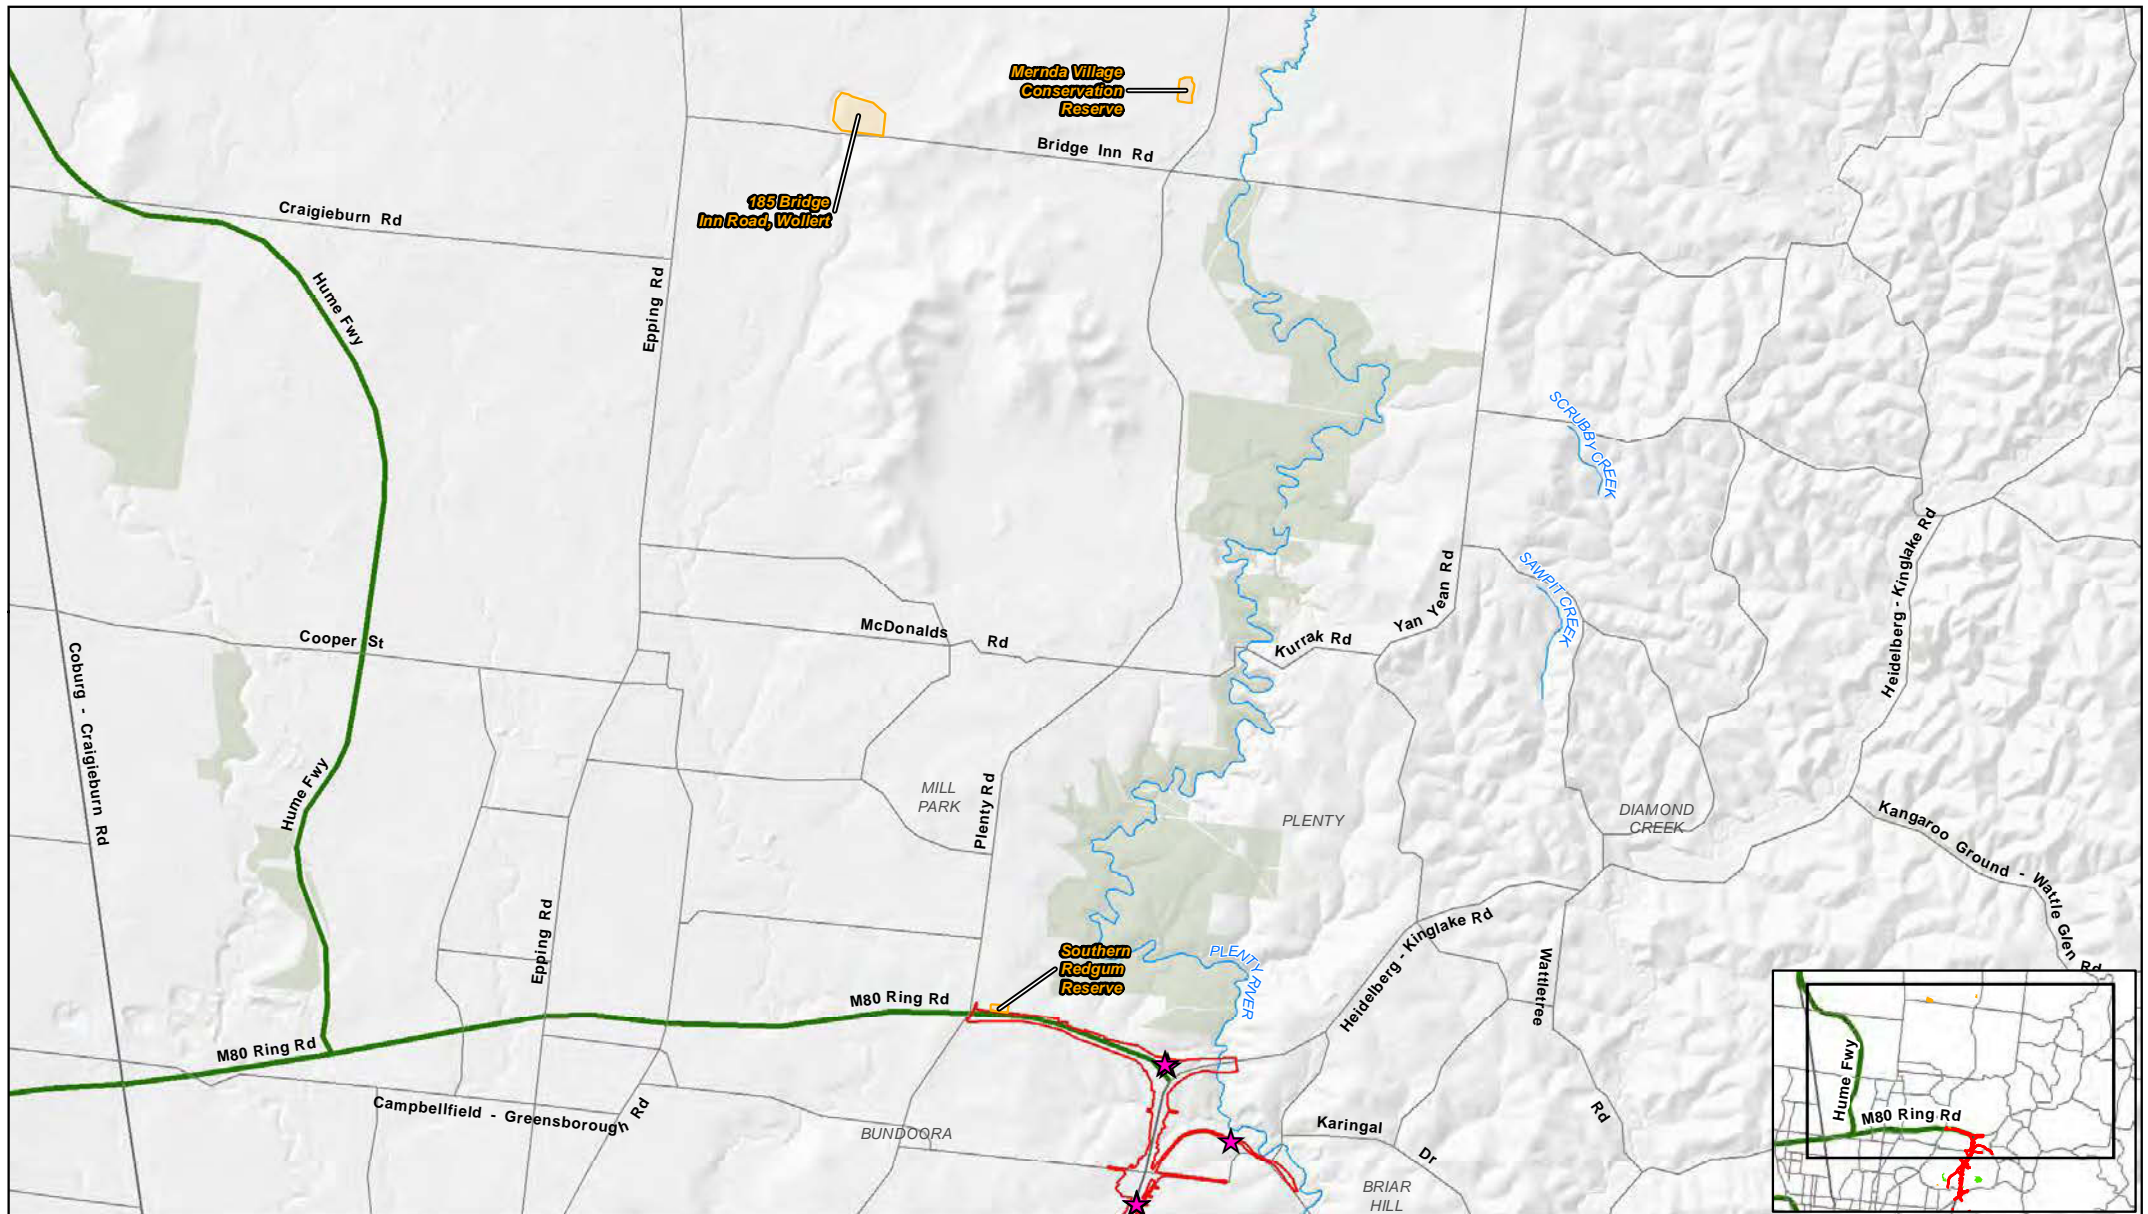 Mernda Village
Conservation
Reserve
Bridge Inn Rd
185 Bridge
Inn Road, Wollert
Craigieburn Rd
Hume Fwy
Epping Rd
SCRUBBY CREEK
SAWPIT CREEK
Heidelberg - Kinglake Rd
Yan Yean Rd
Kurrak Rd
McDonalds Rd
Cooper St
Coburg - Craigieburn Rd
Hume Fwy
MILL
PARK
Plenty Rd
PLENTY
DIAMOND
CREEK
Kangaroo Ground - Wattle Glen Rd
Epping Rd
Heidelberg - Kinglake Rd
Wattletree Rd
Southern
Redgum
Reserve
PLENTY RIVER
M80 Ring Rd
M80 Ring Rd
Campbellfield - Greensborough Rd
BUNDOORA
Karingal Dr
BRIAR
HILL
Hume Fwy
M80 Ring Rd